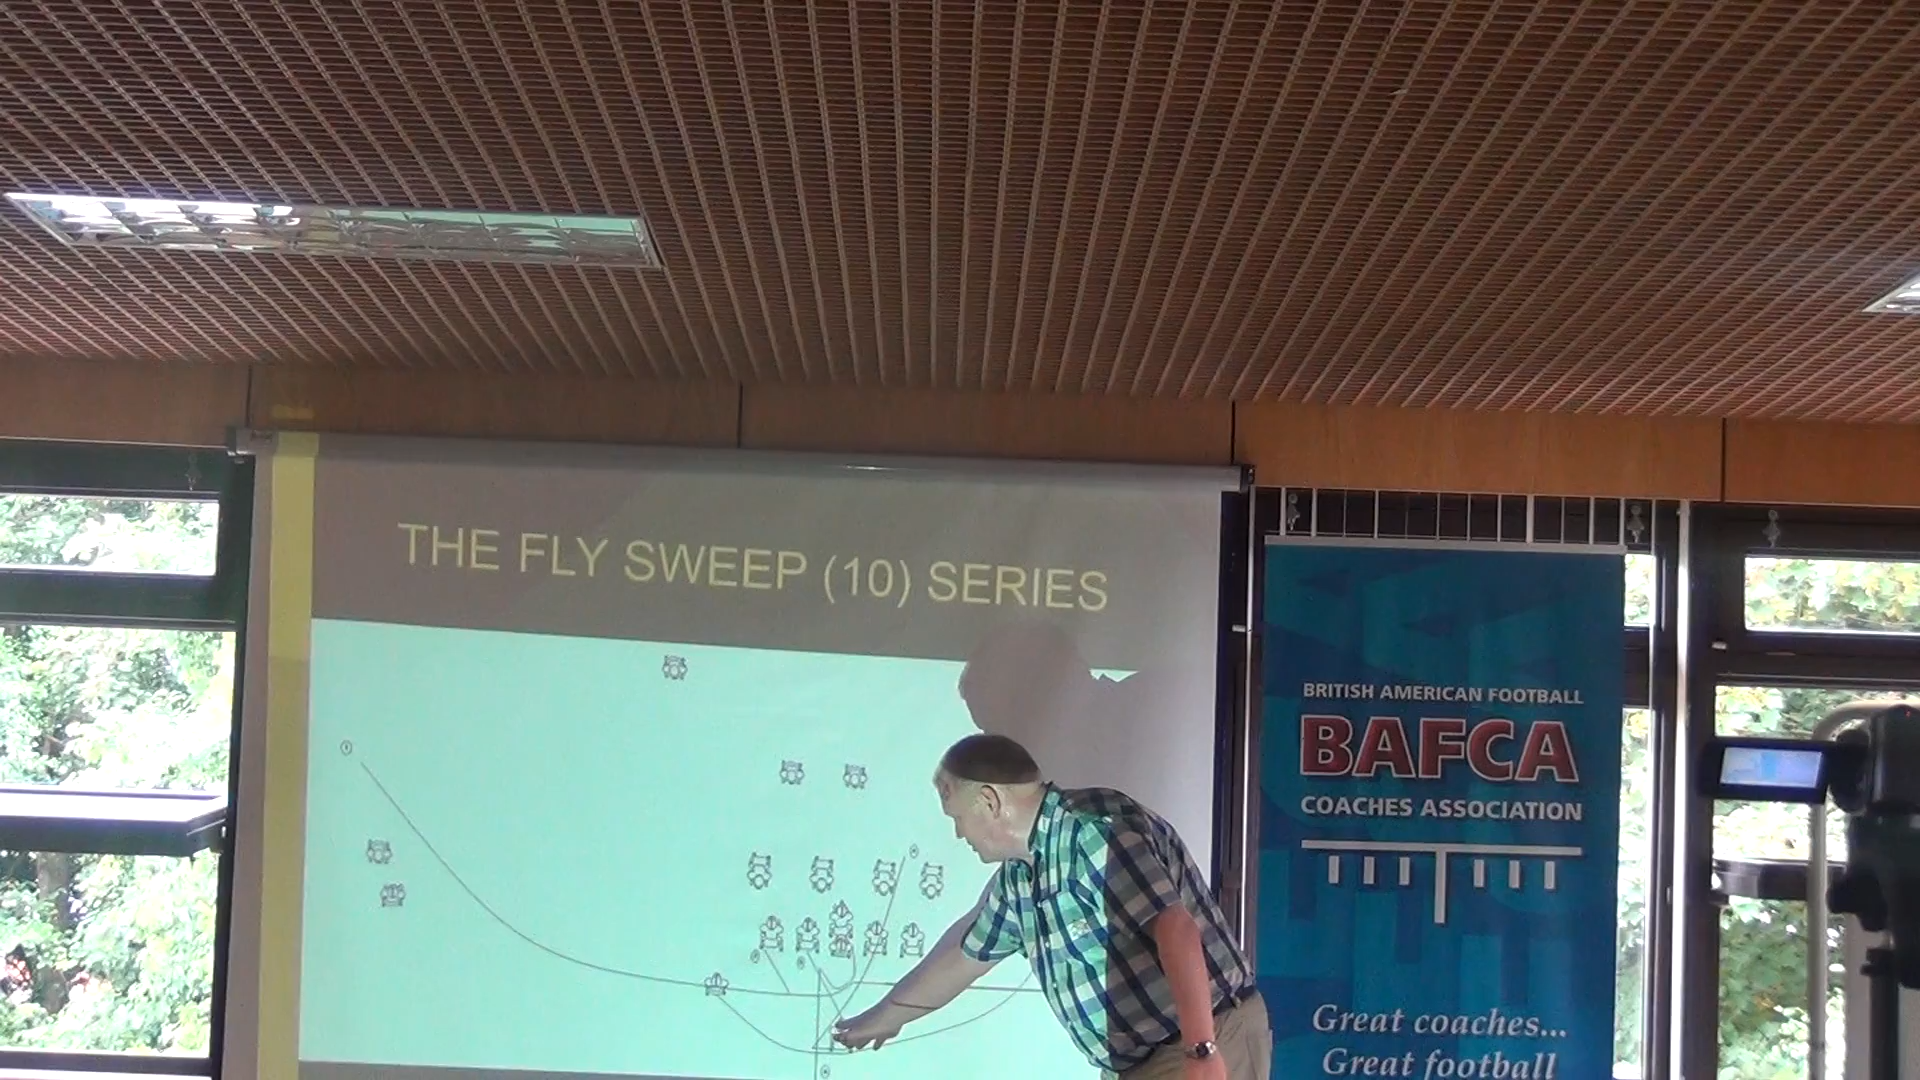 THE FLY SWEEP (10) SERIES
BRITISH AMERICAN FOOTBALL
BAFCA
COACHES ASSOCIATION
Great coaches...
Great football